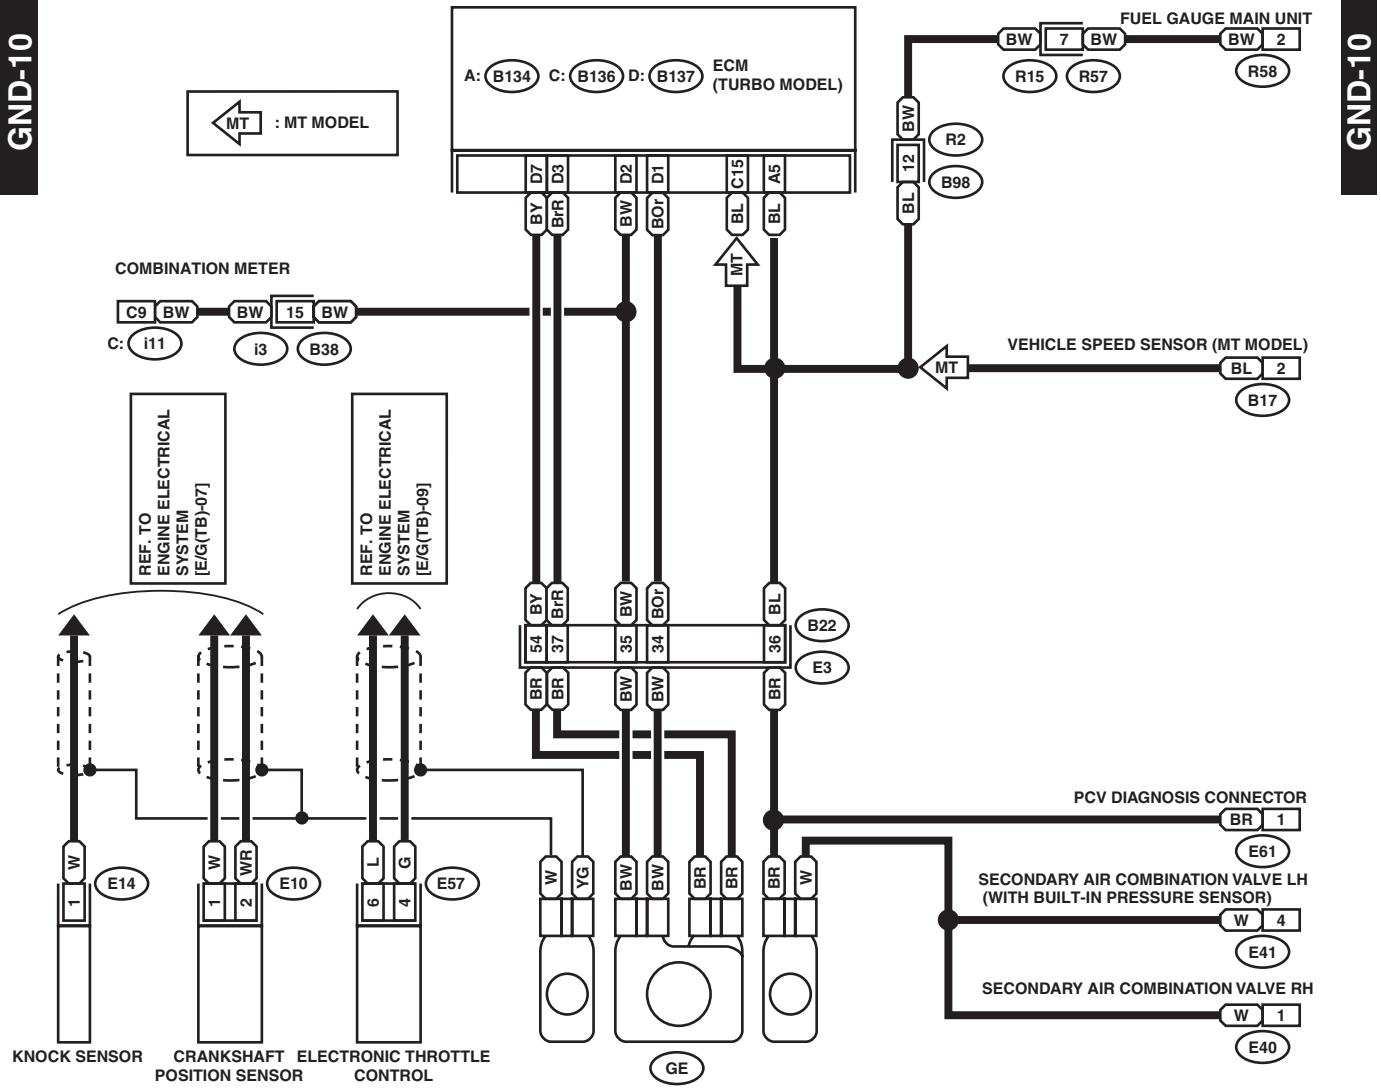 GND-10
GND-10
MT : MT MODEL
A: B134 C: B136 D: B137
ECM
(TURBO MODEL)
D7 D3 D2 D1 C15 A5
BY BrR BW BOr BL BL
MT
FUEL GAUGE MAIN UNIT
BW 7 BW BW 2
R15 R57 R58
BW
12
BL
R2
B98
COMBINATION METER
C9 BW BW 15 BW
C: i11 i3 B38
VEHICLE SPEED SENSOR (MT MODEL)
MT BL 2
B17
REF. TO
ENGINE ELECTRICAL
SYSTEM
[E/G(TB)-07]
REF. TO
ENGINE ELECTRICAL
SYSTEM
[E/G(TB)-09]
BY BrR BW BOr BL
54 37 35 34 36
BR BR BW BW BR
B22
E3
PCV DIAGNOSIS CONNECTOR
BR 1
E61
SECONDARY AIR COMBINATION VALVE LH
(WITH BUILT-IN PRESSURE SENSOR)
W 4
E41
SECONDARY AIR COMBINATION VALVE RH
W 1
E40
W W WR L G W YG BW BW BR BR BR W
1 E14 1 2 E10 6 4 E57
KNOCK SENSOR
CRANKSHAFT
POSITION SENSOR
ELECTRONIC THROTTLE
CONTROL
GE